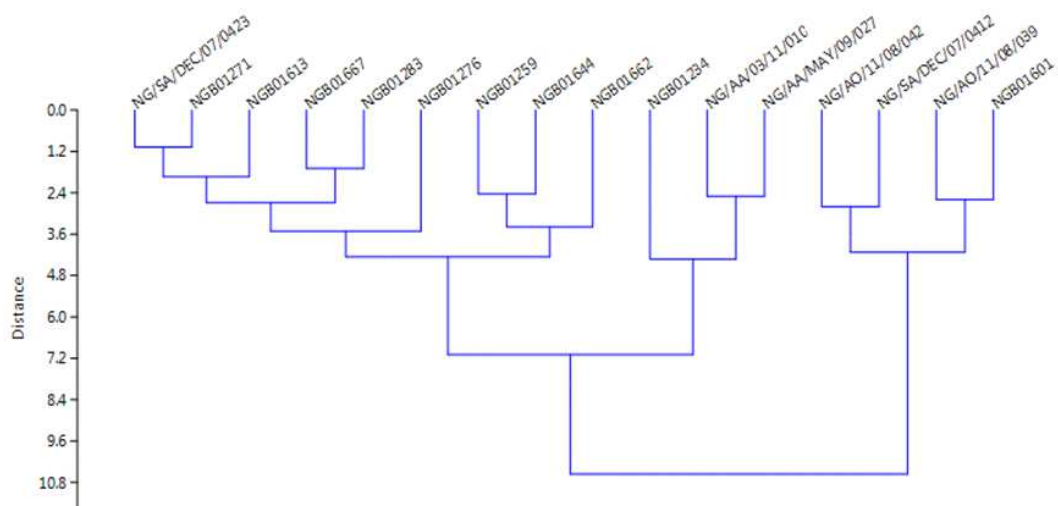 NG/SA/DEC/07/0423
NGB01271
NGB01613
NGB01667
NGB01283
NGB01276
NGB01259
NGB01644
NGB01662
NGB01234
NG/AA/03/11/010
NG/AA/MAY/09/027
NG/AO/11/08/042
NG/SA/DEC/07/0412
NG/AO/11/08/039
NGB01601
0.0
1.2
2.4
3.6
4.8
6.0
7.2
8.4
9.6
10.8
Distance